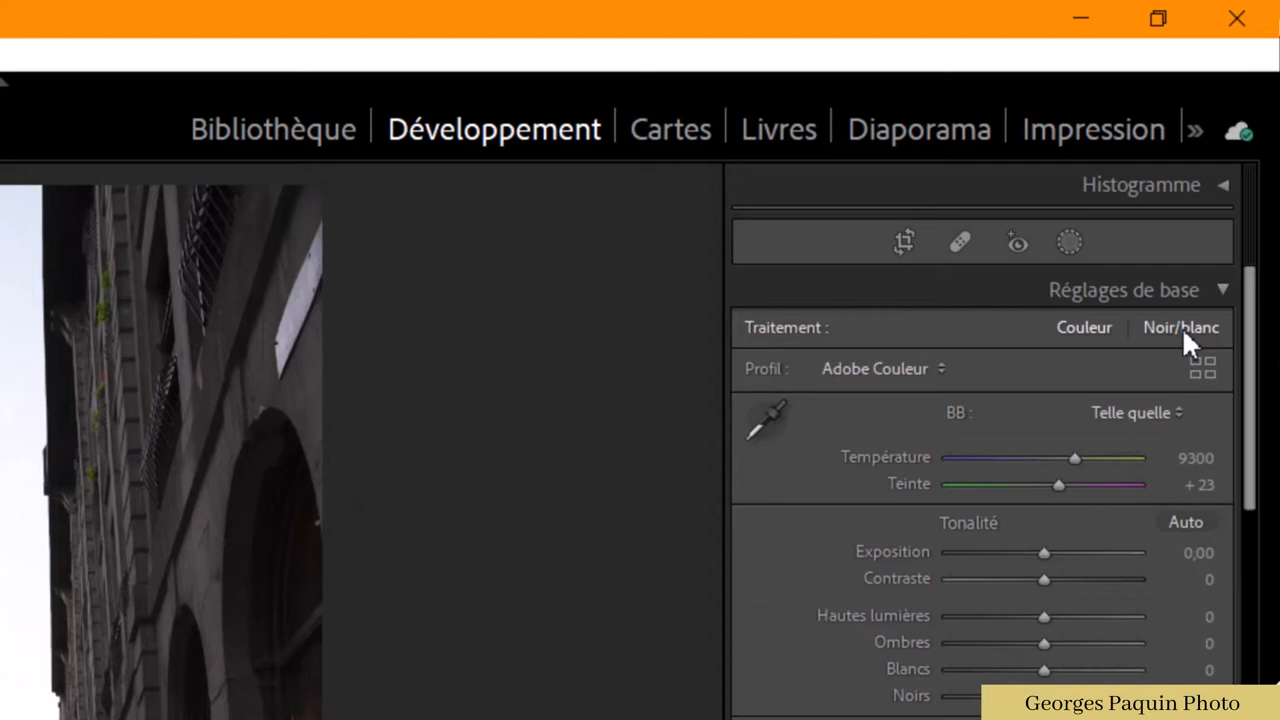 Bibliothèque | Développement | Cartes | Livres | Diaporama | Impression | »
Histogramme
Réglages de base
Traitement : Couleur | Noir/blanc
Profil : Adobe Couleur
BB : Telle quelle
Température 9300
Teinte + 23
Tonalité Auto
Exposition 0,00
Contraste 0
Hautes lumières 0
Ombres 0
Blancs 0
Noirs
Georges Paquin Photo